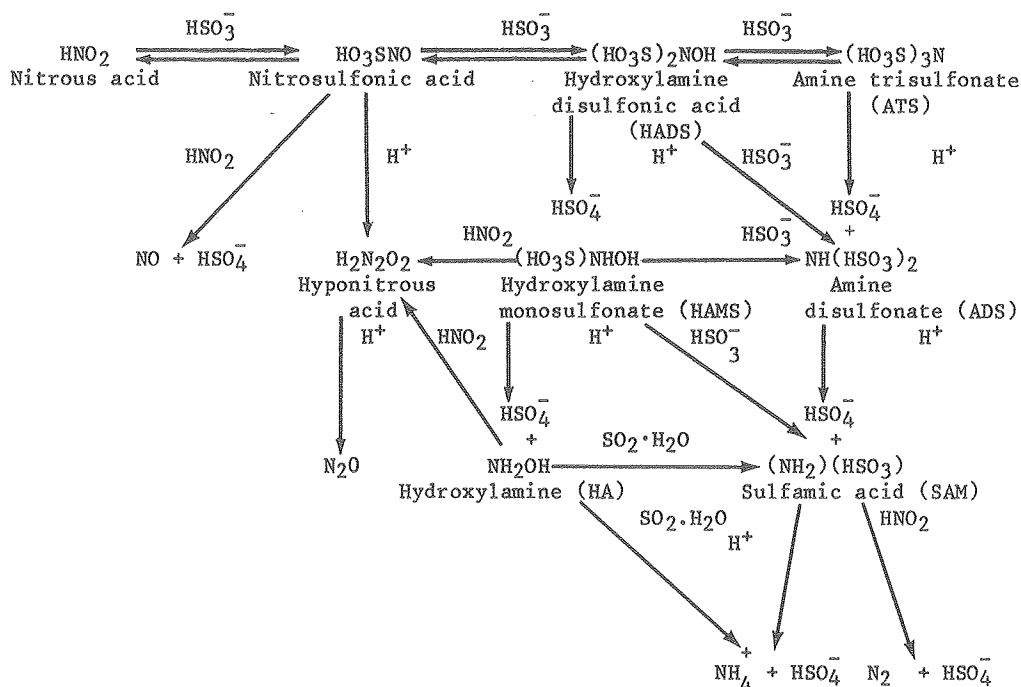 HSO₃⁻ HSO₃⁻ HSO₃⁻
HNO₂ HO₃SNO (HO₃S)₂NOH (HO₃S)₃N
Nitrous acid Nitrosulfonic acid Hydroxylamine Amine trisulfonate
disulfonic acid (ATS)
(HADS)
HNO₂ H⁺ H⁺ HSO₃⁻ H⁺
HSO₄⁻ HSO₄⁻
+
HNO₂ HSO₃⁻
NO + HSO₄⁻ H₂N₂O₂ (HO₃S)NHOH NH(HSO₃)₂
Hyponitrous Hydroxylamine Amine
acid monosulfonate (HAMS) disulfonate (ADS)
H⁺ HNO₂ H⁺ HSO₃⁻ H⁺
HSO₄⁻ HSO₄⁻
+ SO₂·H₂O +
N₂O NH₂OH (NH₂)(HSO₃)
Hydroxylamine (HA) Sulfamic acid (SAM)
SO₂.H₂O HNO₂
H⁺
NH₄⁺ + HSO₄⁻ N₂ + HSO₄⁻